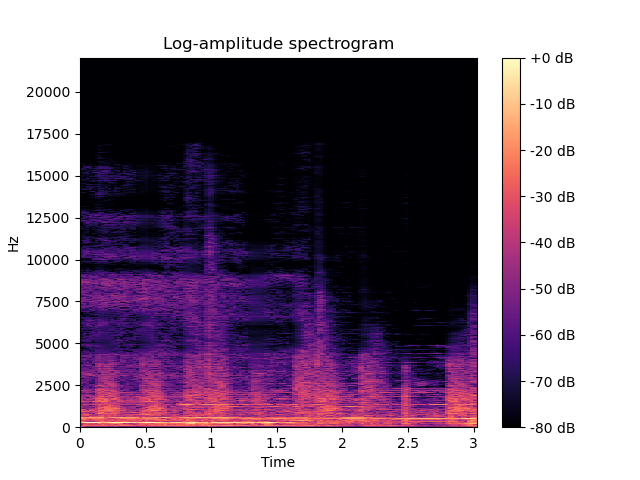 Log-amplitude spectrogram
Hz
20000
17500
15000
12500
10000
7500
5000
2500
0
0 0.5 1 1.5 2 2.5 3
Time
+0 dB
-10 dB
-20 dB
-30 dB
-40 dB
-50 dB
-60 dB
-70 dB
-80 dB